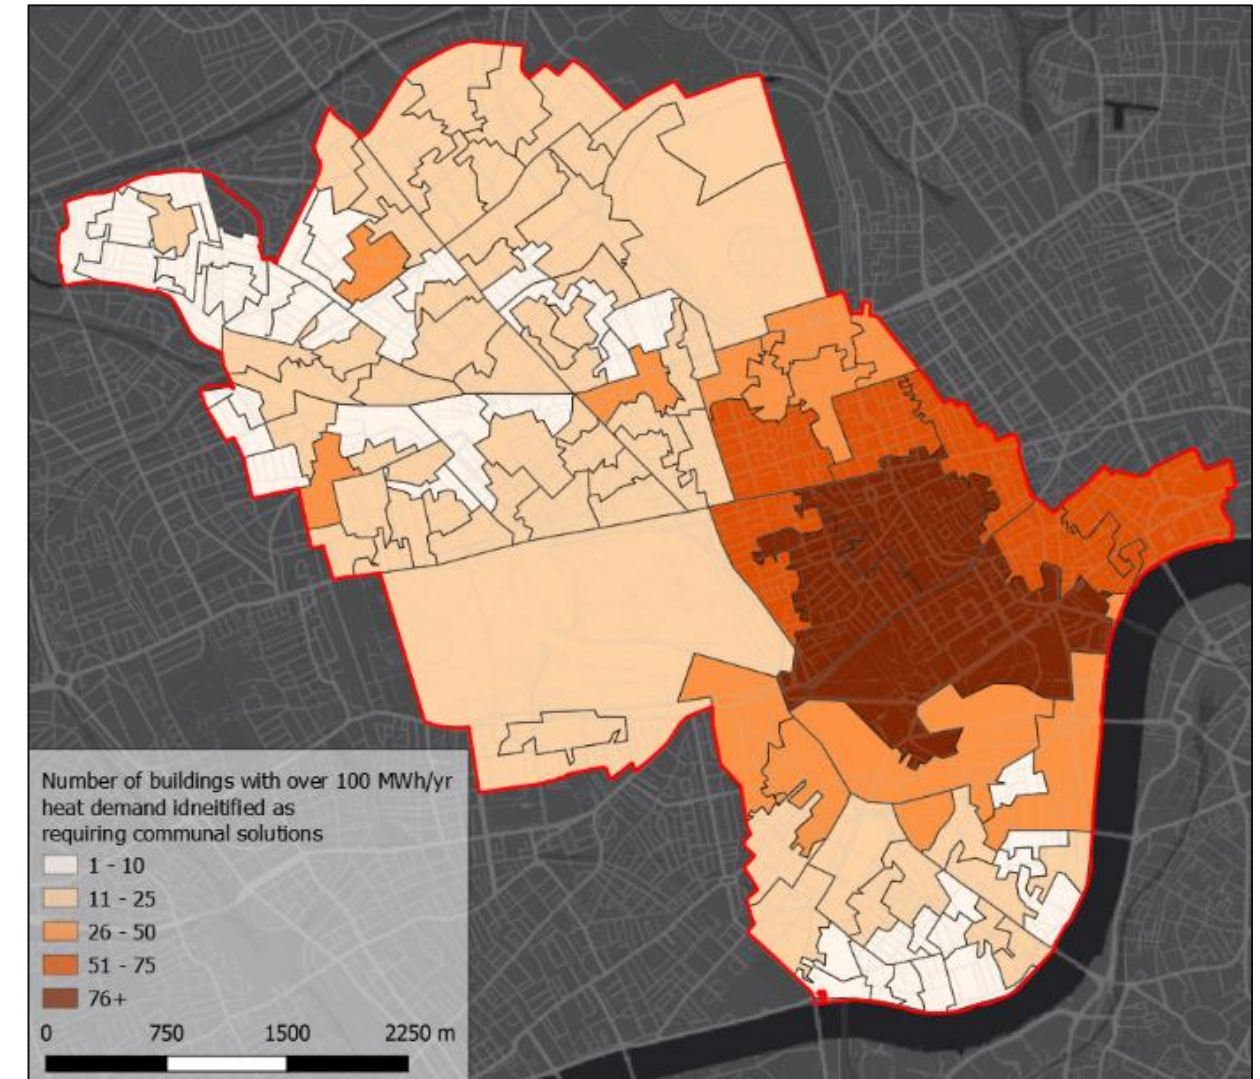 Number of buildings with over 100 MWh/yr
heat demand idneitified as
requiring communal solutions
1 - 10
11 - 25
26 - 50
51 - 75
76+
0 750 1500 2250 m